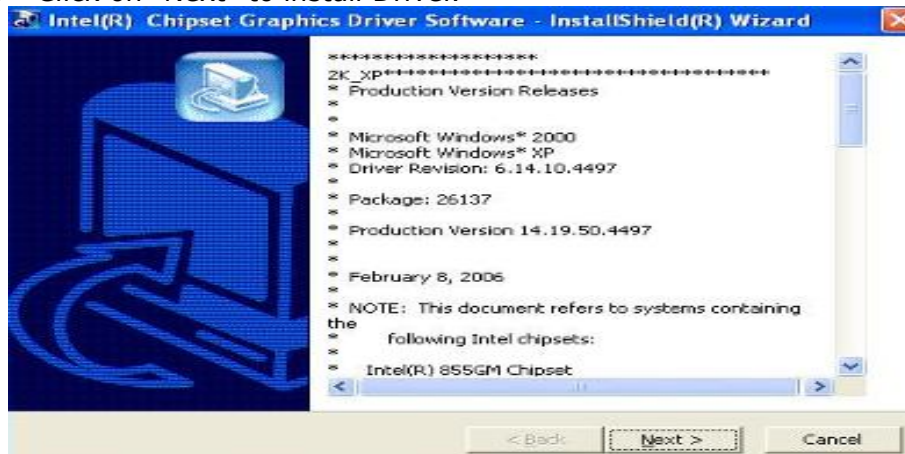 Click on "Next" to install Driver
Intel(R) Chipset Graphics Driver Software - InstallShield(R) Wizard
*******************
2K_XP***********************************
* Production Version Releases
*
*
* Microsoft Windows* 2000
* Microsoft Windows* XP
* Driver Revision: 6.14.10.4497
*
* Package: 26137
*
* Production Version 14.19.50.4497
*
*
* February 8, 2006
*
* NOTE: This document refers to systems containing
the
* following Intel chipsets:
*
* Intel(R) 855GM Chipset
< Back
Next >
Cancel